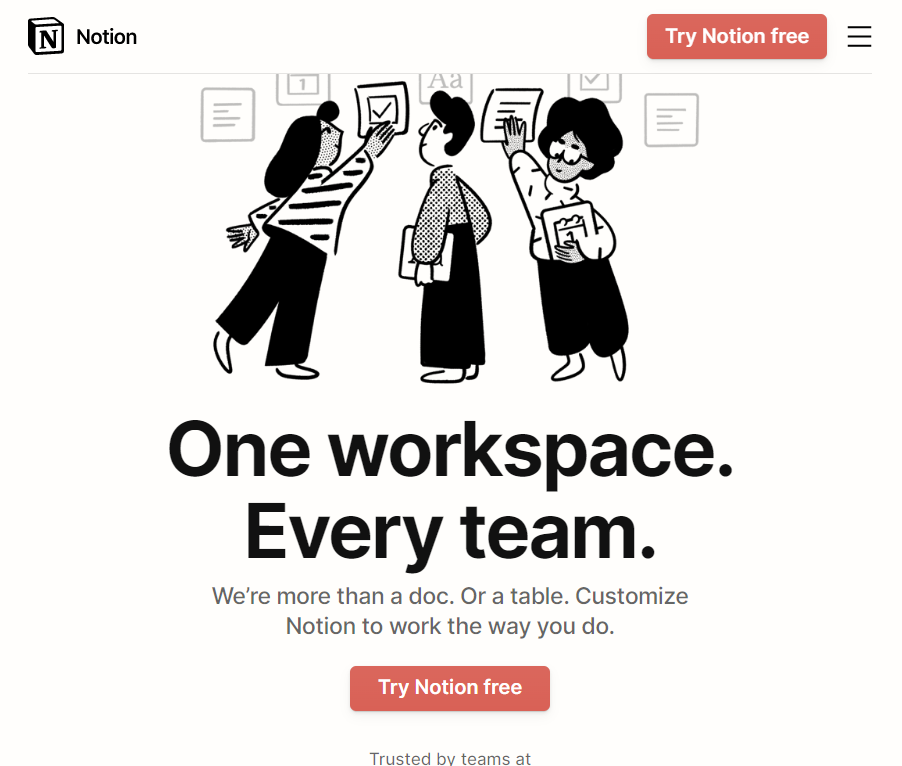 N Notion
Try Notion free
1
Aa
One workspace.
Every team.
We’re more than a doc. Or a table. Customize
Notion to work the way you do.
Try Notion free
Trusted by teams at